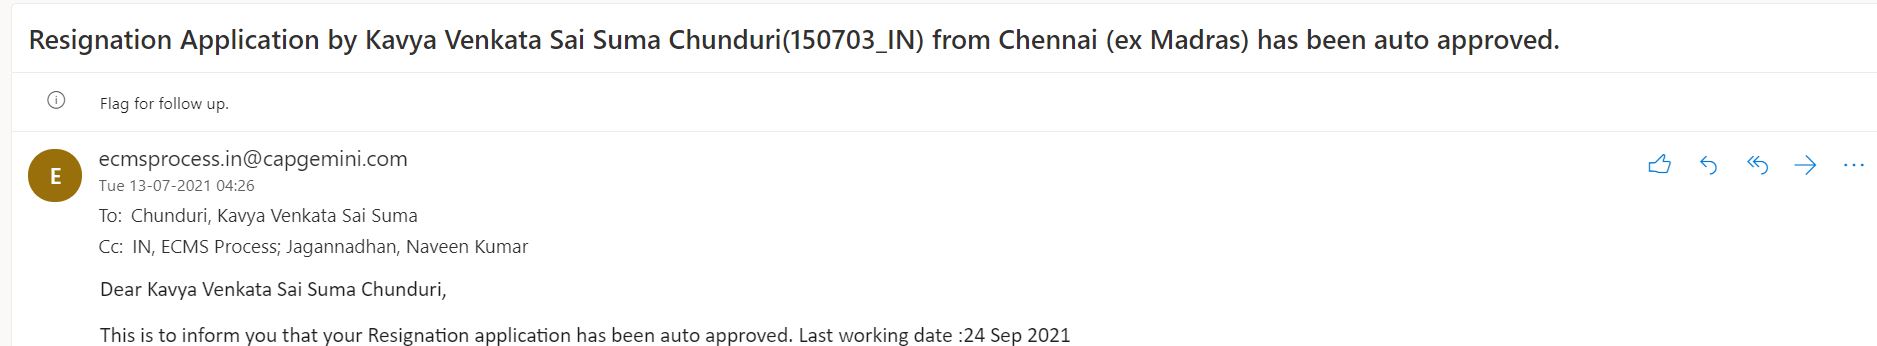 Resignation Application by Kavya Venkata Sai Suma Chunduri(150703_IN) from Chennai (ex Madras) has been auto approved.
Flag for follow up.
E
ecmsprocess.in@capgemini.com
Tue 13-07-2021 04:26
To: Chunduri, Kavya Venkata Sai Suma
Cc: IN, ECMS Process; Jagannadhan, Naveen Kumar
Dear Kavya Venkata Sai Suma Chunduri,
This is to inform you that your Resignation application has been auto approved. Last working date :24 Sep 2021